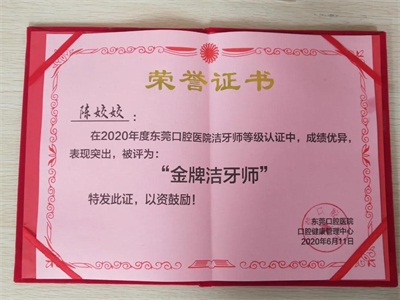 荣誉证书
陈姣姣：
在2020年度东莞口腔医院洁牙师等级认证中，成绩优异，
表现突出，被评为：
“金牌洁牙师”
特发此证，以资鼓励！
东莞口腔医院
口腔健康管理中心
2020年6月11日